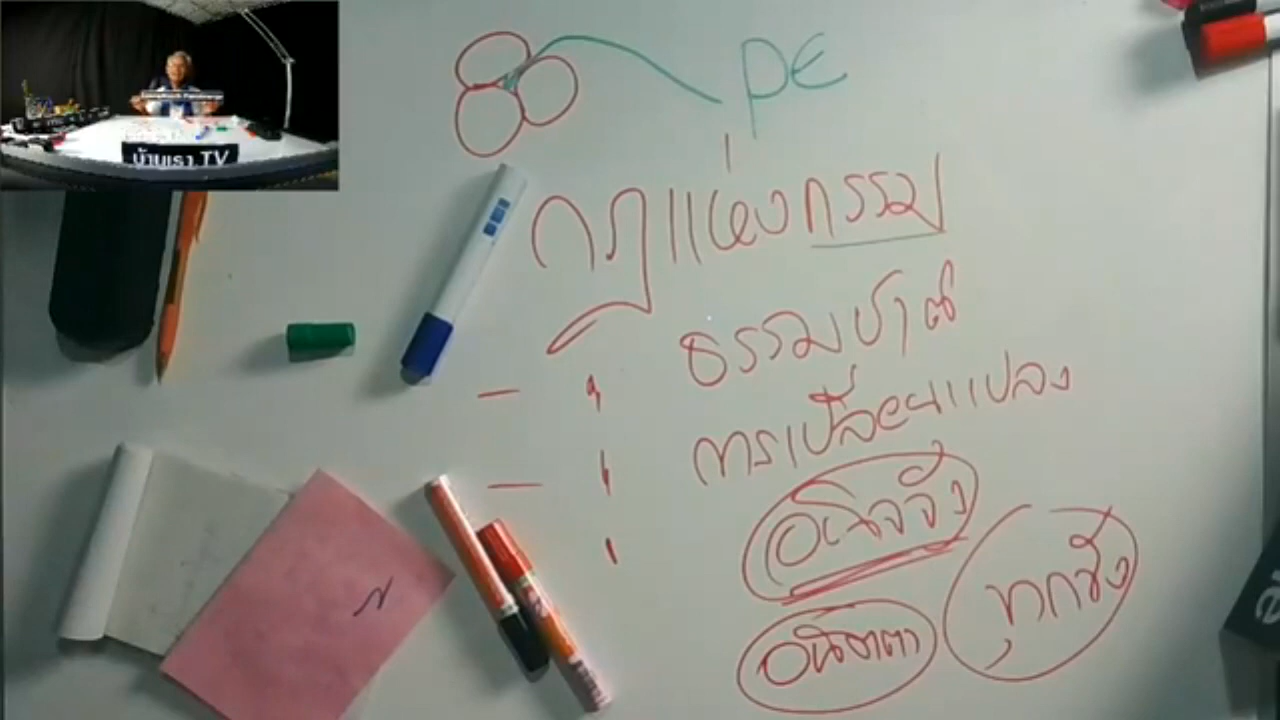 บ้านเรา TV
PE
กฎแห่งกรรม
ธรรมชาติ
การเปลี่ยนแปลง
อนิจจัง
อนัตตา
ทุกขัง